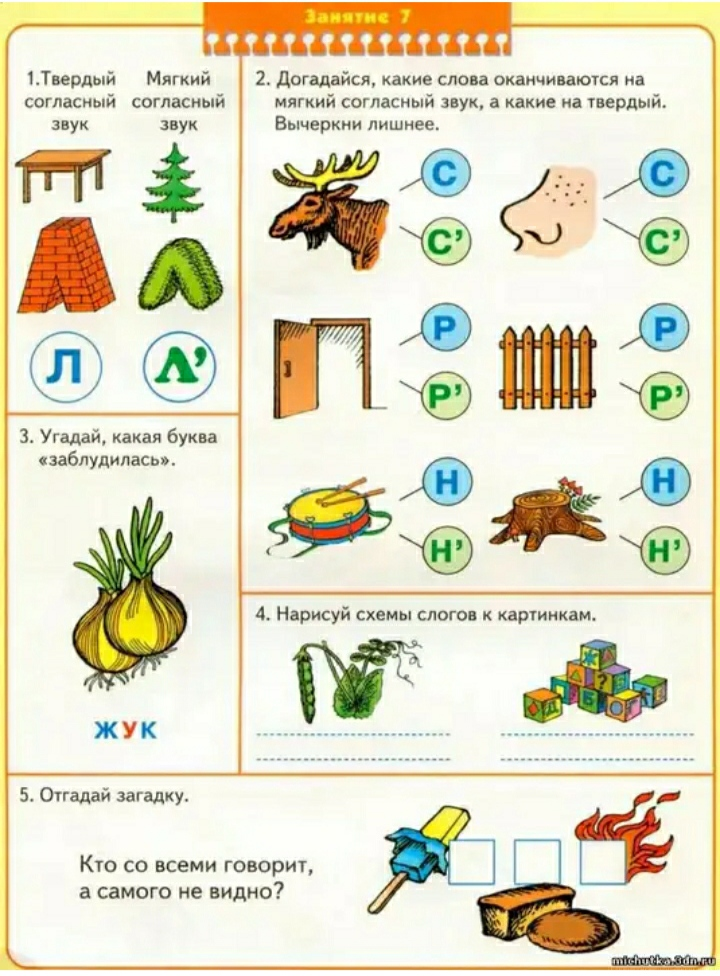 Занятие 7
1.Твердый согласный звук
Мягкий согласный звук
Л
Л’
2. Догадайся, какие слова оканчиваются на
мягкий согласный звук, а какие на твердый.
Вычеркни лишнее.
С
С’
С
С’
Р
Р’
Р
Р’
Н
Н’
Н
Н’
3. Угадай, какая буква
«заблудилась».
ЖУК
4. Нарисуй схемы слогов к картинкам.
5. Отгадай загадку.
Кто со всеми говорит,
а самого не видно?
michutka.3dn.ru